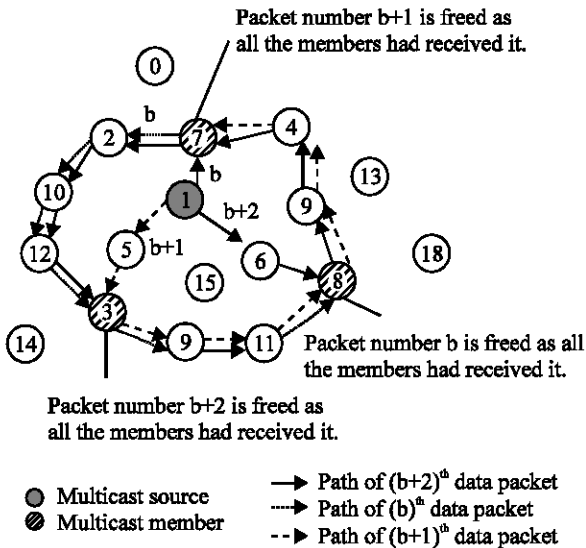 Packet number b+1 is freed as
all the members had received it.
0
b
2
7
4
b
13
10
1
9
b+2
5
b+1
12
6
18
15
8
3
14
9
11
Packet number b is freed as all
the members had received it.
Packet number b+2 is freed as
all the members had received it.
Multicast source
Multicast member
Path of (b+2)th data packet
Path of (b)th data packet
Path of (b+1)th data packet